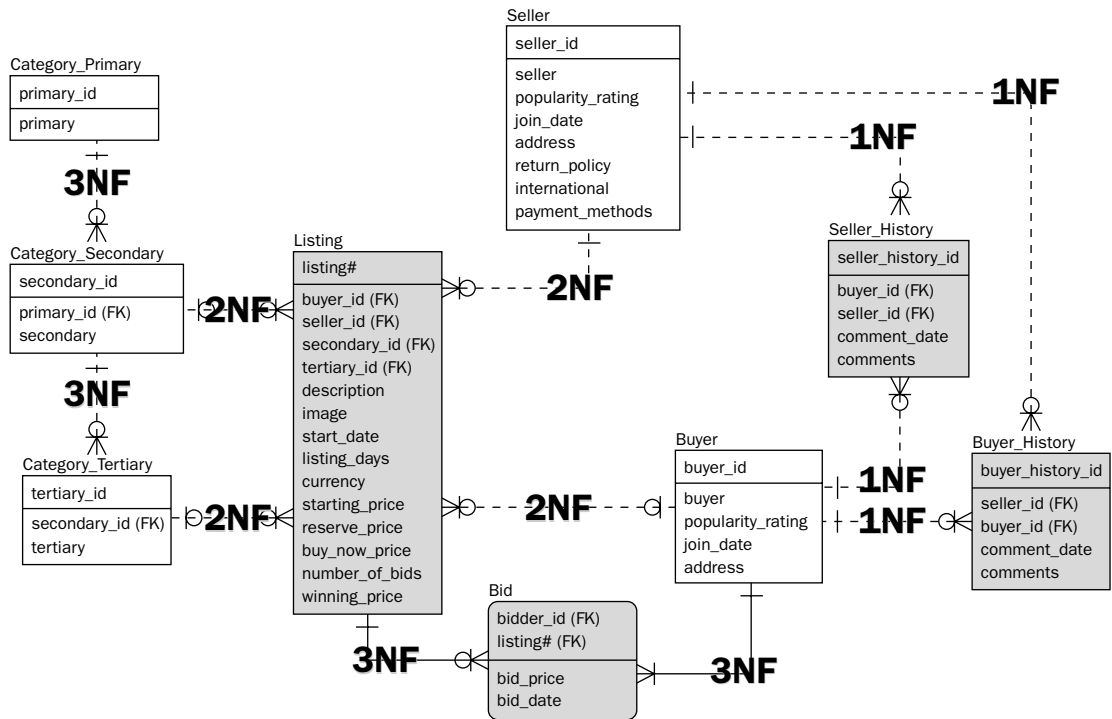 Seller
seller_id
seller
popularity_rating
join_date
address
return_policy
international
payment_methods
Category_Primary
primary_id
primary
1NF
1NF
3NF
Seller_History
seller_history_id
buyer_id (FK)
seller_id (FK)
comment_date
comments
Category_Secondary
secondary_id
primary_id (FK)
secondary
2NF
Listing
listing#
buyer_id (FK)
seller_id (FK)
secondary_id (FK)
tertiary_id (FK)
description
image
start_date
listing_days
currency
starting_price
reserve_price
buy_now_price
number_of_bids
winning_price
2NF
3NF
Category_Tertiary
tertiary_id
secondary_id (FK)
tertiary
2NF
2NF
Buyer
buyer_id
buyer
popularity_rating
join_date
address
1NF
1NF
Buyer_History
buyer_history_id
seller_id (FK)
buyer_id (FK)
comment_date
comments
Bid
bidder_id (FK)
listing# (FK)
bid_price
bid_date
3NF
3NF